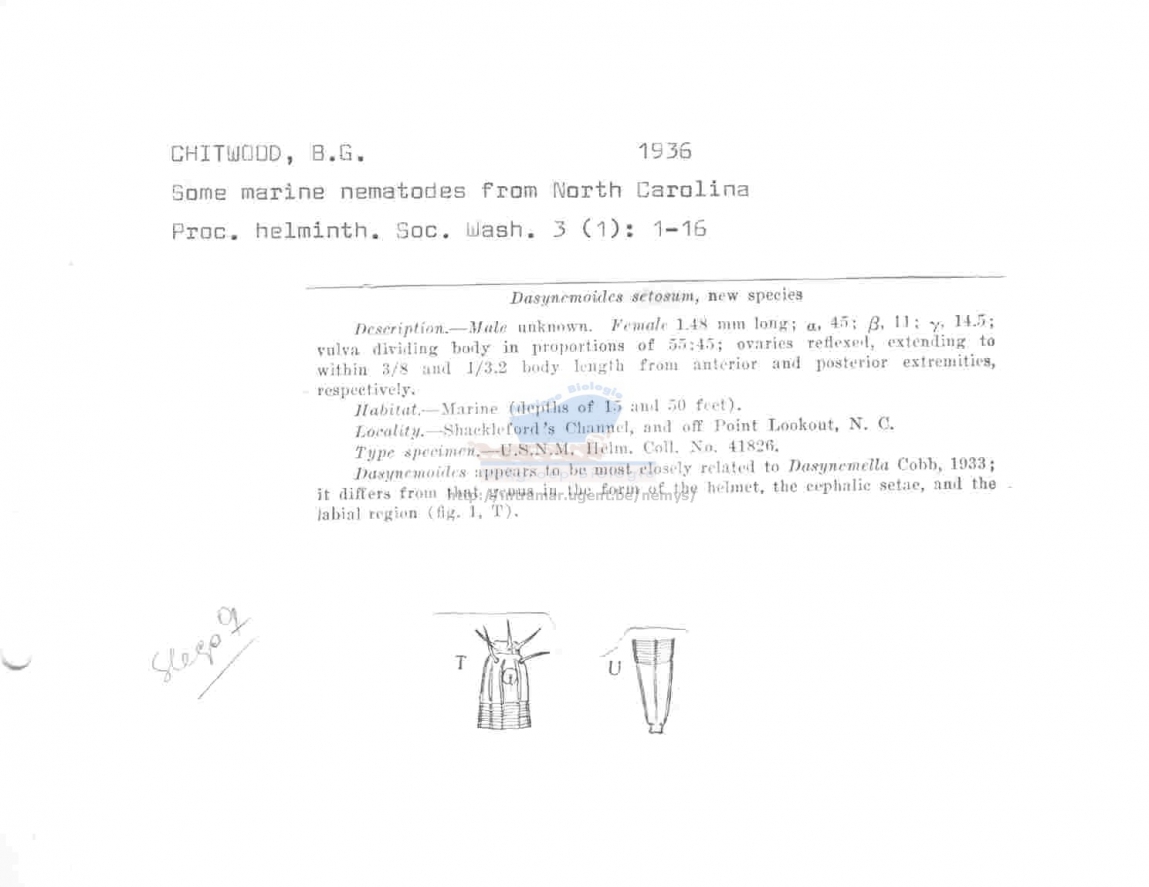 CHITWOOD, B.G. 1936
Some marine nematodes from North Carolina
Proc. helminth. Soc. Wash. 3 (1): 1-16
Dasynemoides setosum, new species
Description.—Male unknown. Female 1.48 mm long; α, 45; β, 11; γ, 14.5;
vulva dividing body in proportions of 55:45; ovaries reflexed, extending to
within 3/8 and 1/3.2 body length from anterior and posterior extremities,
respectively.
Habitat.—Marine (depths of 15 and 50 feet).
Locality.—Shackleford's Channel, and off Point Lookout, N. C.
Type specimen.—U.S.N.M. Helm. Coll. No. 41826.
Dasynemoides appears to be most closely related to Dasynemella Cobb, 1933;
it differs from that genus in the form of the helmet, the cephalic setae, and the
labial region (fig. 1, T).
http://intramar.ugent.be/nemys/
T
U